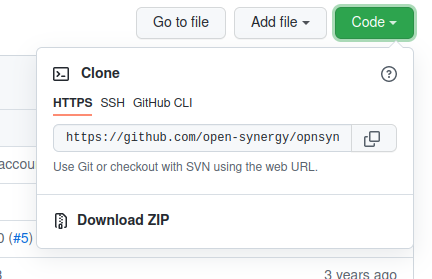 Go to file Add file Code
Clone
HTTPS SSH GitHub CLI
https://github.com/open-synergy/opnsyn
Use Git or checkout with SVN using the web URL.
accou
Download ZIP
0 (#5)
3 years ago